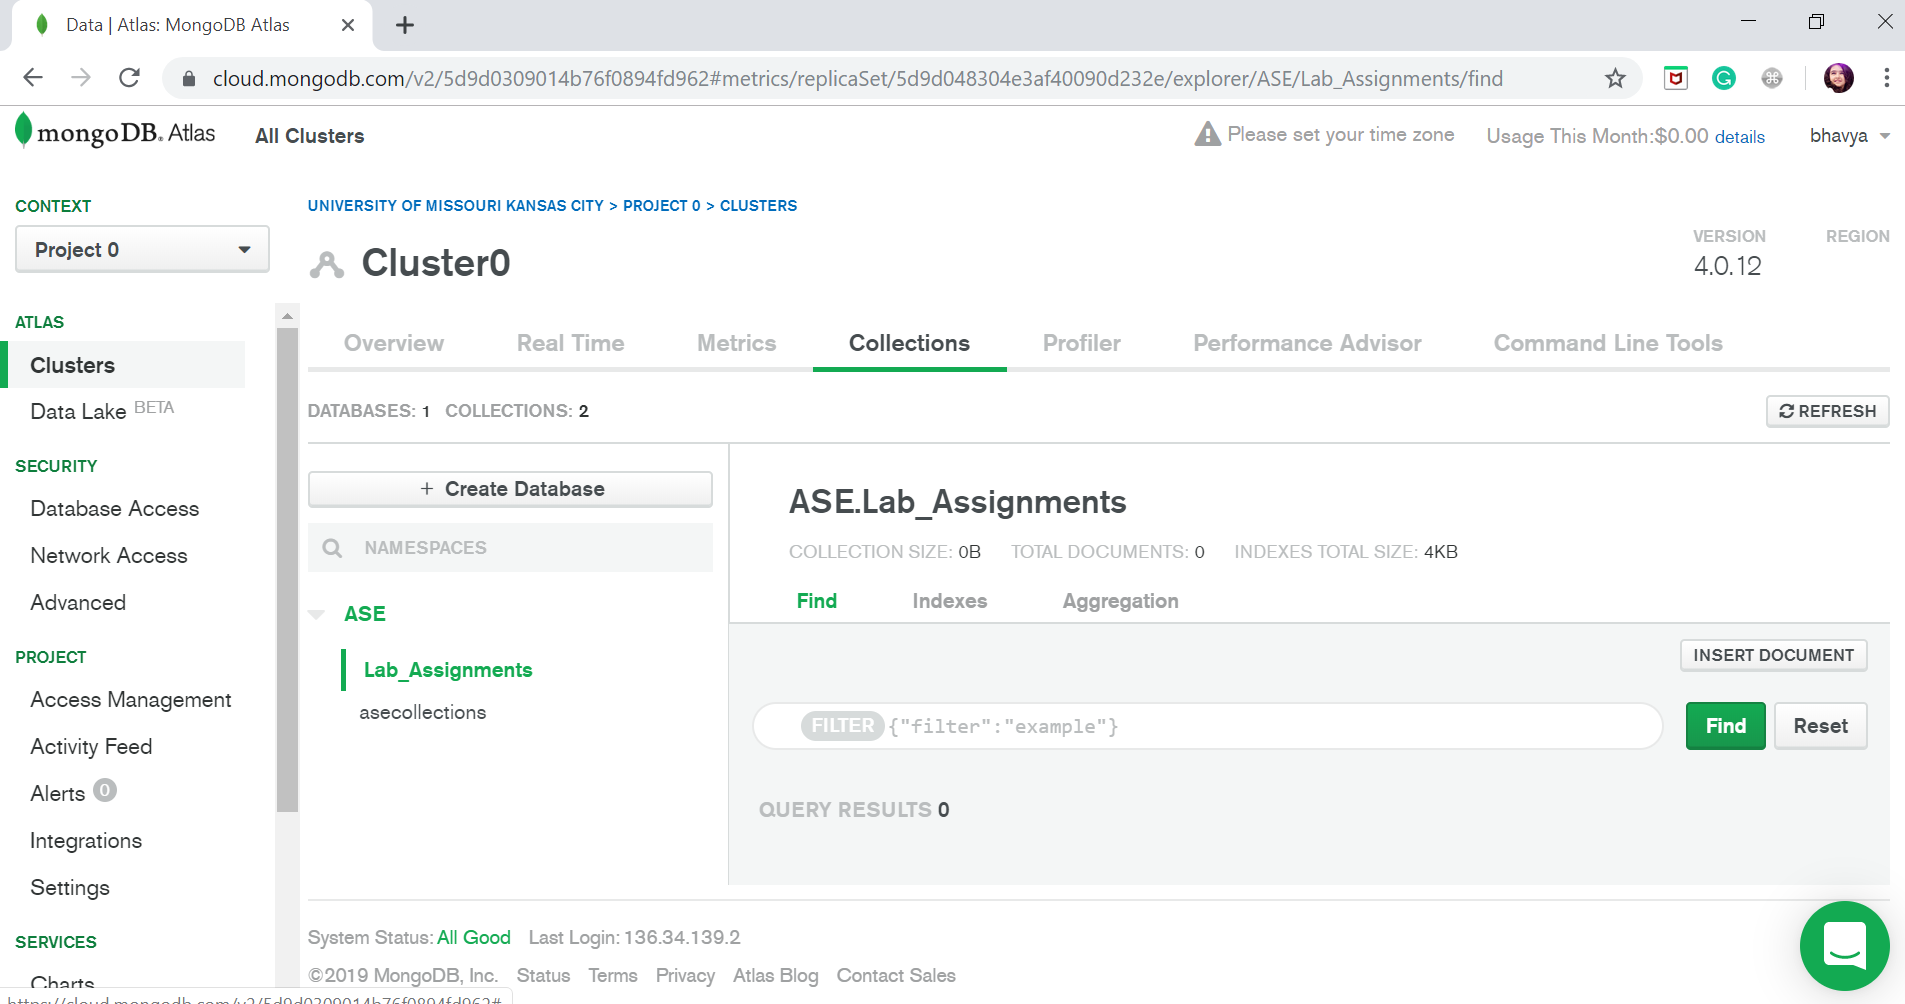 Data | Atlas: MongoDB Atlas
cloud.mongodb.com/v2/5d9d0309014b76f0894fd962#metrics/replicaSet/5d9d048304e3af40090d232e/explorer/ASE/Lab_Assignments/find
mongoDB. Atlas All Clusters Please set your time zone Usage This Month:$0.00 details bhavya
CONTEXT
Project 0
ATLAS
Clusters
Data Lake BETA
SECURITY
Database Access
Network Access
Advanced
PROJECT
Access Management
Activity Feed
Alerts 0
Integrations
Settings
SERVICES
Charts
https://cloud.mongodb.com/v2/5d9d0309014b76f0894fd962#
UNIVERSITY OF MISSOURI KANSAS CITY > PROJECT 0 > CLUSTERS
Cluster0
VERSION REGION
4.0.12
Overview Real Time Metrics Collections Profiler Performance Advisor Command Line Tools
DATABASES: 1 COLLECTIONS: 2 REFRESH
+ Create Database
NAMESPACES
ASE
Lab_Assignments
asecollections
ASE.Lab_Assignments
COLLECTION SIZE: 0B TOTAL DOCUMENTS: 0 INDEXES TOTAL SIZE: 4KB
Find Indexes Aggregation
INSERT DOCUMENT
FILTER {"filter":"example"} Find Reset
QUERY RESULTS 0
System Status: All Good Last Login: 136.34.139.2
©2019 MongoDB, Inc. Status Terms Privacy Atlas Blog Contact Sales